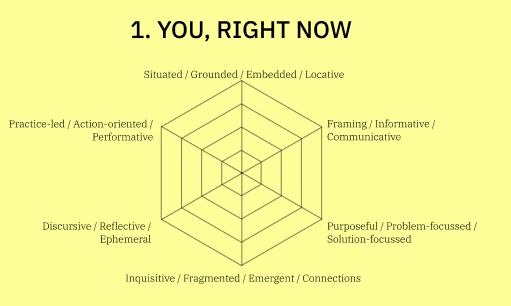 1. YOU, RIGHT NOW
Situated / Grounded / Embedded / Locative
Practice-led / Action-oriented /
Performative
Framing / Informative /
Communicative
Discursive / Reflective /
Ephemeral
Purposeful / Problem-focussed /
Solution-focussed
Inquisitive / Fragmented / Emergent / Connections